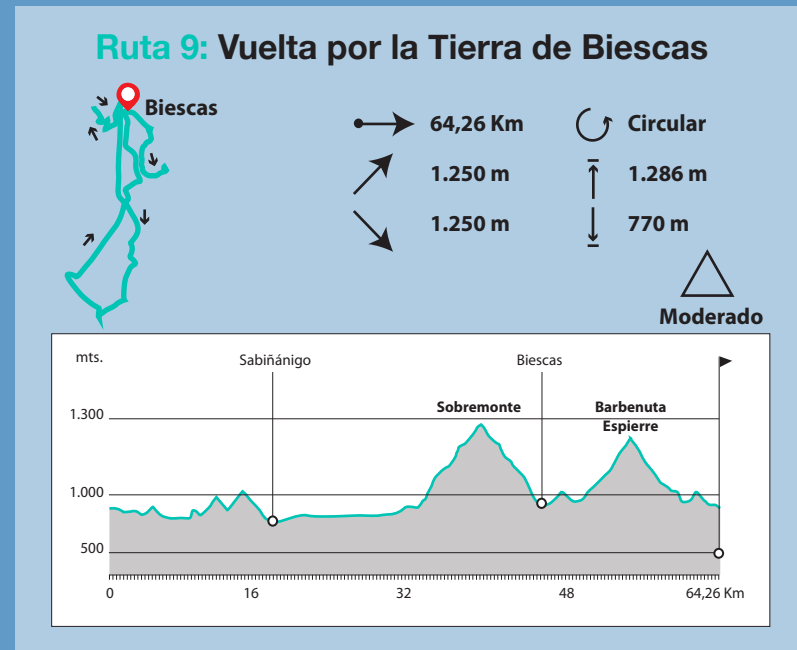 Ruta 9: Vuelta por la Tierra de Biescas
Biescas
64,26 Km
Circular
1.250 m
1.286 m
1.250 m
770 m
Moderado
mts.
Sabiñánigo
Biescas
1.300
Sobremonte
Barbenuta
Espierre
1.000
500
0
16
32
48
64,26 Km